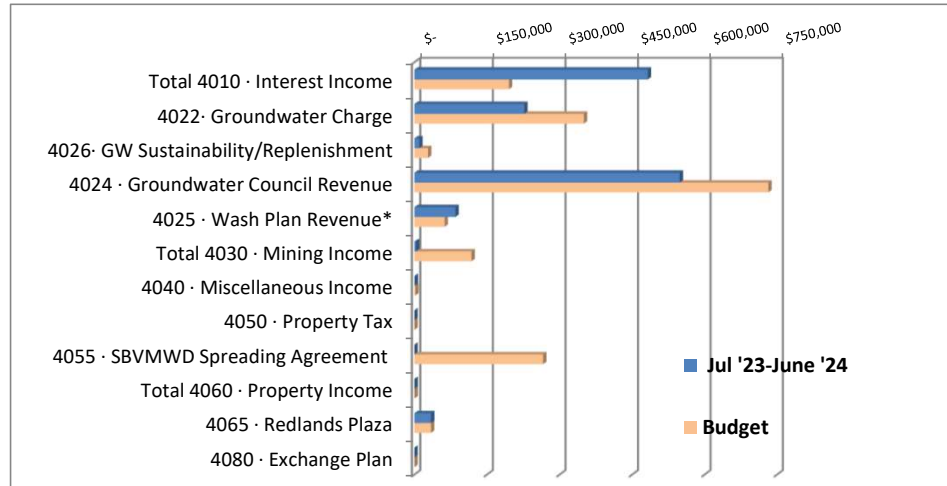 $- $150,000 $300,000 $450,000 $600,000 $750,000
Total 4010 · Interest Income
4022· Groundwater Charge
4026· GW Sustainability/Replenishment
4024 · Groundwater Council Revenue
4025 · Wash Plan Revenue*
Total 4030 · Mining Income
4040 · Miscellaneous Income
4050 · Property Tax
4055 · SBVMWD Spreading Agreement
Total 4060 · Property Income
4065 · Redlands Plaza
4080 · Exchange Plan
Jul '23-June '24
Budget